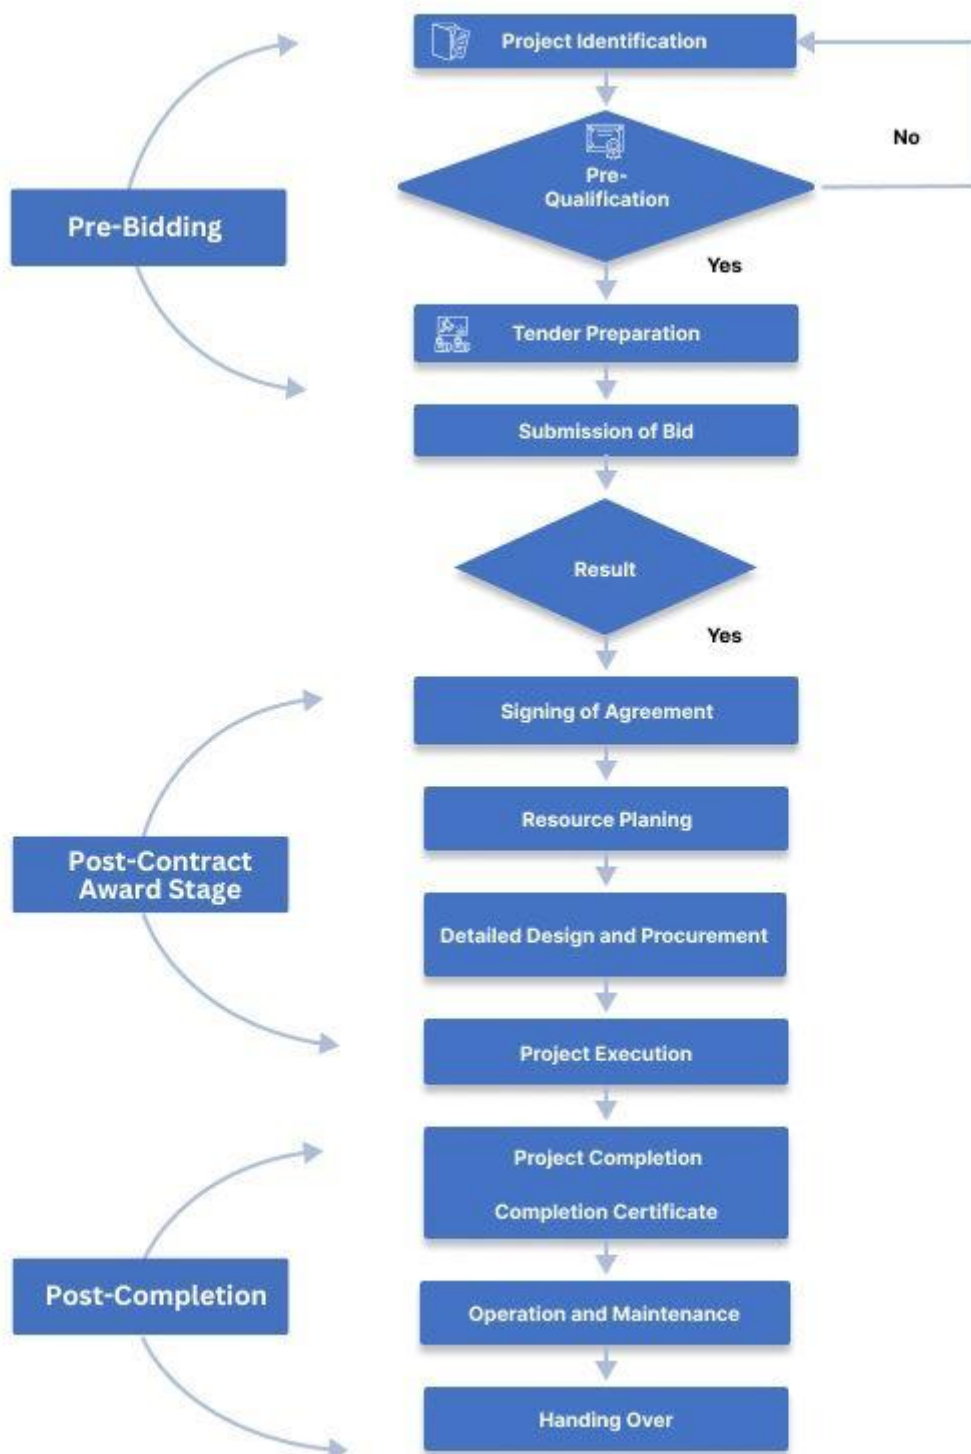 Project Identification
No
Pre-
Qualification
Pre-Bidding
Yes
Tender Preparation
Submission of Bid
Result
Yes
Signing of Agreement
Resource Planing
Post-Contract
Award Stage
Detailed Design and Procurement
Project Execution
Project Completion
Completion Certificate
Post-Completion
Operation and Maintenance
Handing Over